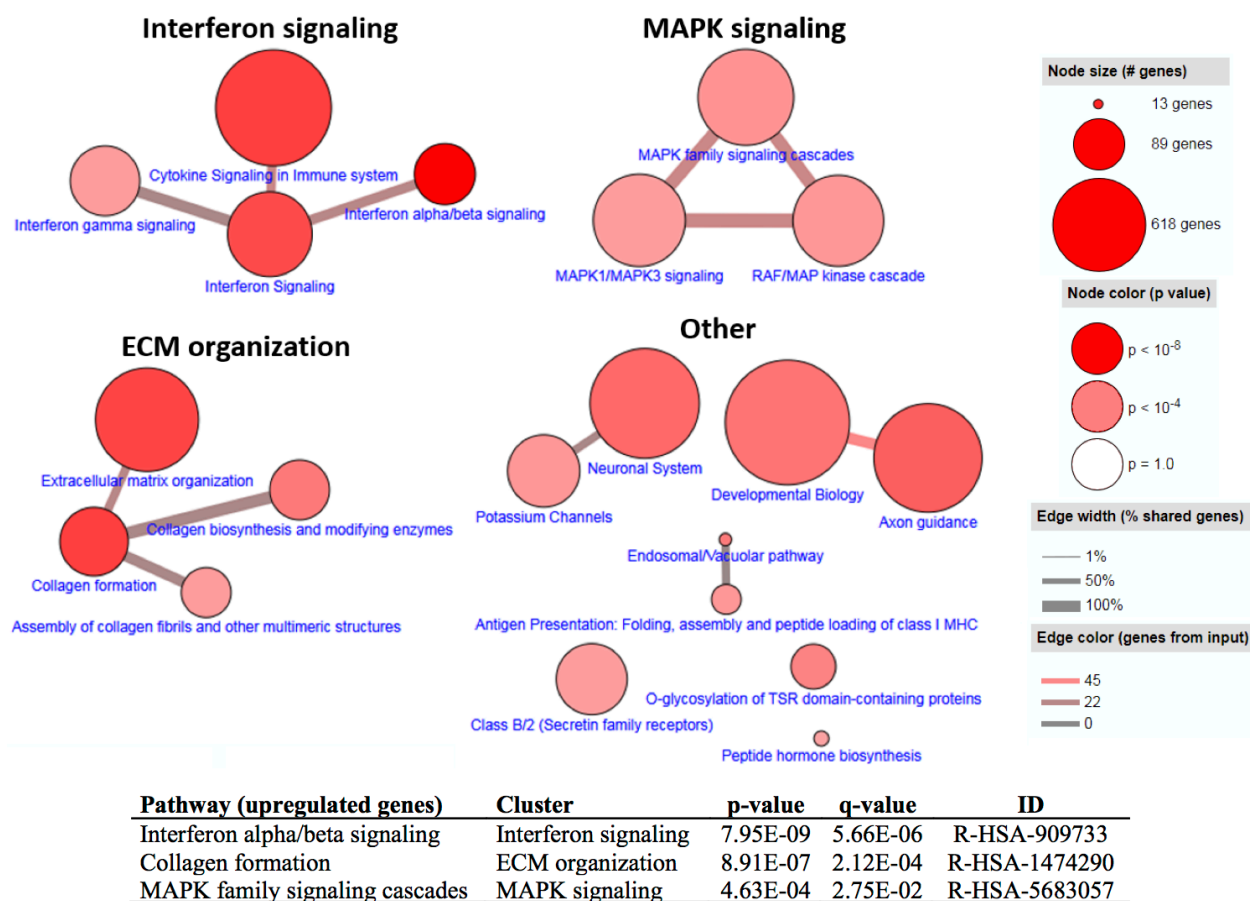 Interferon signaling
Cytokine Signaling in Immune system
Interferon gamma signaling
Interferon alpha/beta signaling
Interferon Signaling
MAPK signaling
MAPK family signaling cascades
MAPK1/MAPK3 signaling
RAF/MAP kinase cascade
ECM organization
Extracellular matrix organization
Collagen biosynthesis and modifying enzymes
Collagen formation
Assembly of collagen fibrils and other multimeric structures
Other
Neuronal System
Potassium Channels
Developmental Biology
Axon guidance
Endosomal/Vacuolar pathway
Antigen Presentation: Folding, assembly and peptide loading of class I MHC
Class B/2 (Secretin family receptors)
O-glycosylation of TSR domain-containing proteins
Peptide hormone biosynthesis
Node size (# genes)
13 genes
89 genes
618 genes
Node color (p value)
p < 10⁻⁸
p < 10⁻⁴
p = 1.0
Edge width (% shared genes)
1%
50%
100%
Edge color (genes from input)
45
22
0
Pathway (upregulated genes) Cluster p-value q-value ID
Interferon alpha/beta signaling Interferon signaling 7.95E-09 5.66E-06 R-HSA-909733
Collagen formation ECM organization 8.91E-07 2.12E-04 R-HSA-1474290
MAPK family signaling cascades MAPK signaling 4.63E-04 2.75E-02 R-HSA-5683057